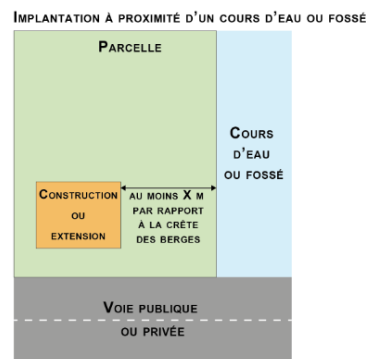 IMPLANTATION À PROXIMITÉ D'UN COURS D'EAU OU FOSSÉ
PARCELLE
COURS
D'EAU
OU FOSSÉ
CONSTRUCTION
OU
EXTENSION
AU MOINS X M
PAR RAPPORT
À LA CRÊTE
DES BERGES
VOIE PUBLIQUE
OU PRIVÉE